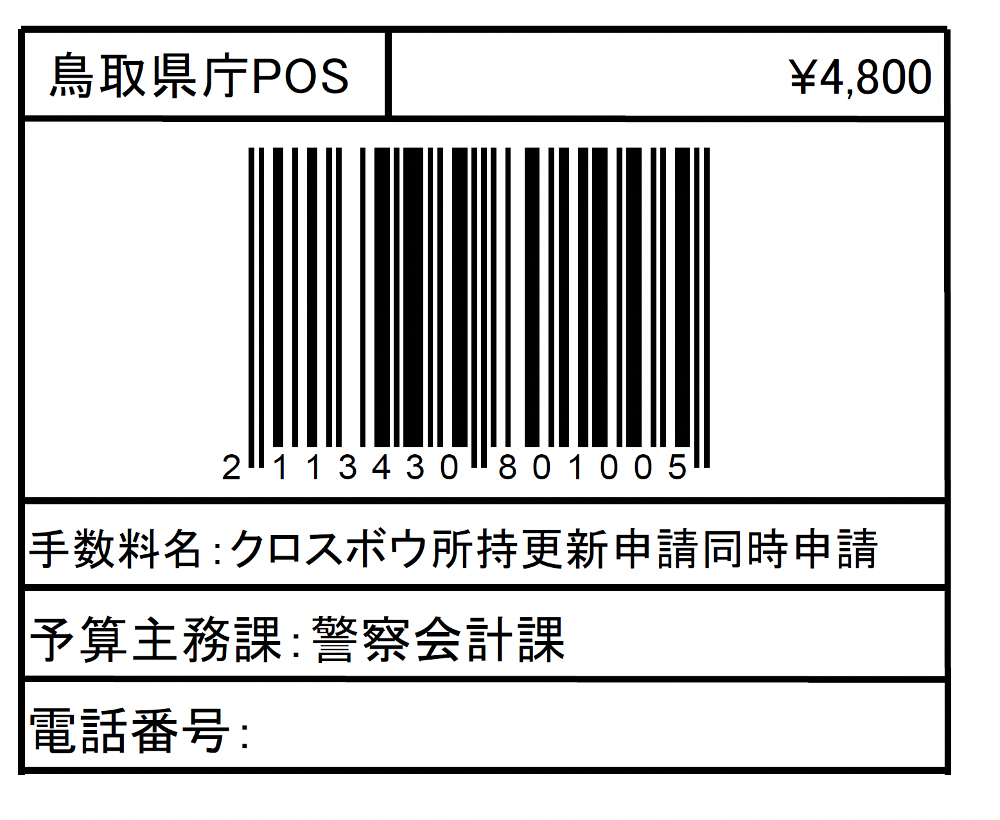 鳥取県庁POS
¥4,800
2 113430 801005
手数料名:クロスボウ所持更新申請同時申請
予算主務課:警察会計課
電話番号: